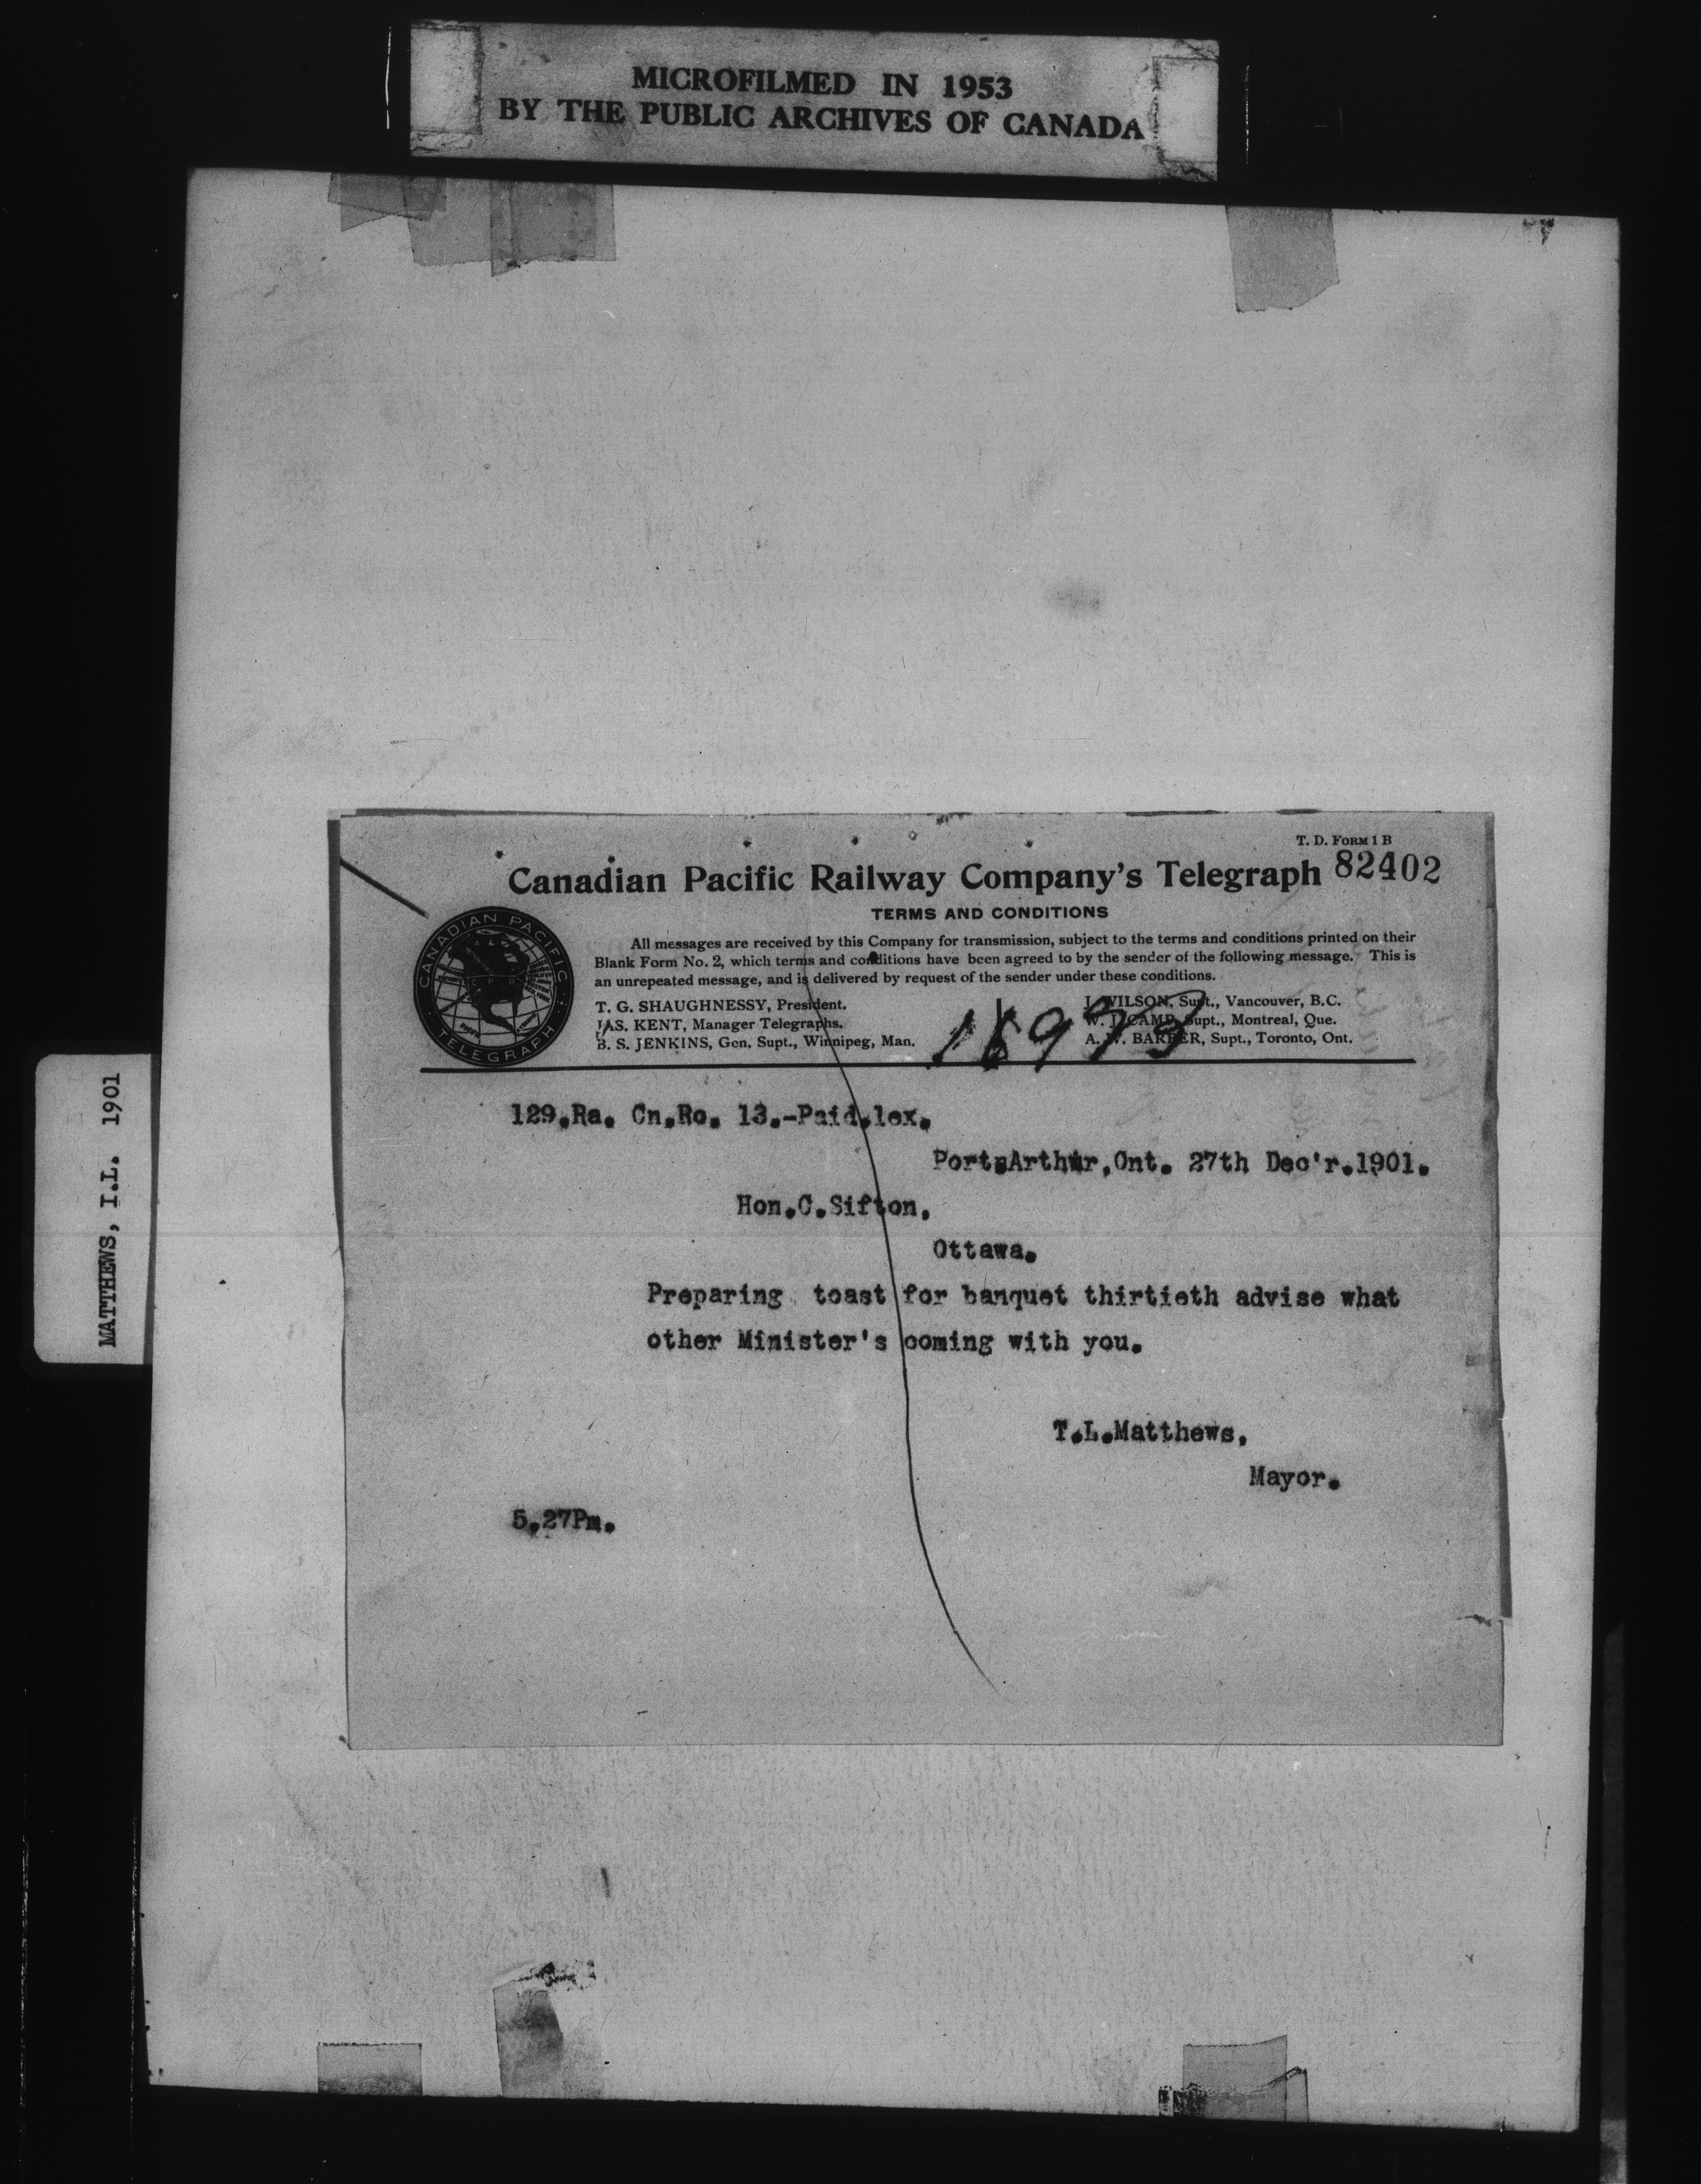 MICROFILMED IN 1953
BY THE PUBLIC ARCHIVES OF CANADA
MATTHEWS, I.L. 1901
T. D. FORM 1 B
Canadian Pacific Railway Company's Telegraph 82402
TERMS AND CONDITIONS
CANADIAN PACIFIC
TELEGRAPH
All messages are received by this Company for transmission, subject to the terms and conditions printed on their
Blank Form No. 2, which terms and conditions have been agreed to by the sender of the following message. This is
an unrepeated message, and is delivered by request of the sender under these conditions.
T. G. SHAUGHNESSY, President.
JAS. KENT, Manager Telegraphs.
B. S. JENKINS, Gen. Supt., Winnipeg, Man.
J. WILSON, Supt., Vancouver, B.C.
W. J. CAMP, Supt., Montreal, Que.
A. W. BARBER, Supt., Toronto, Ont.
129.Ra. Cn.Ro. 13.-Paid.lex.
Port.Arthur,Ont. 27th Dec'r.1901.
Hon.C.Sifton,
Ottawa.
Preparing toast for banquet thirtieth advise what
other Minister's coming with you.
T.L.Matthews,
Mayor.
5.27Pm.